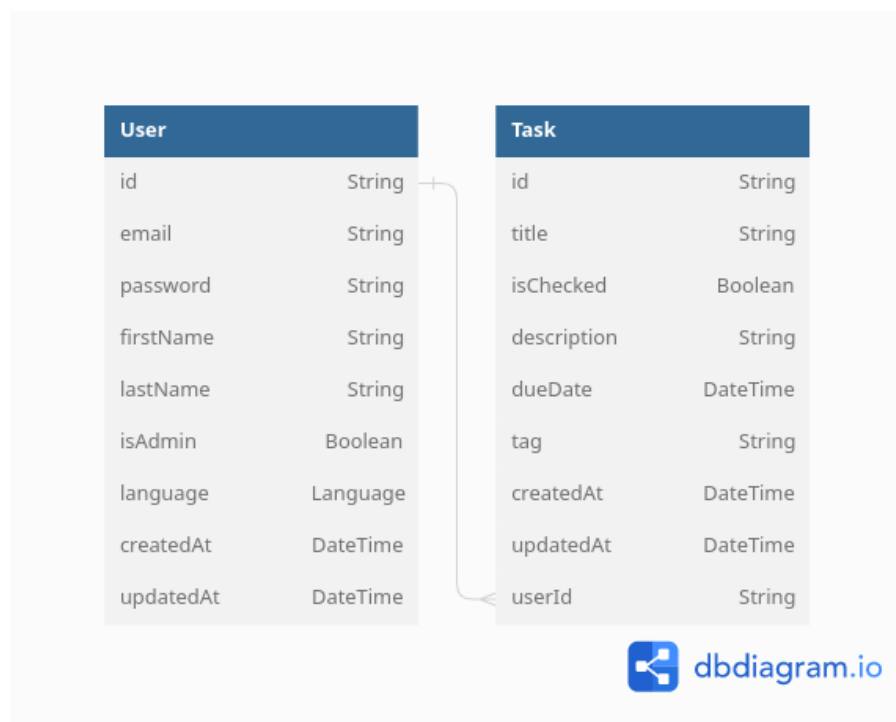 User
id String
email String
password String
firstName String
lastName String
isAdmin Boolean
language Language
createdAt DateTime
updatedAt DateTime
Task
id String
title String
isChecked Boolean
description String
dueDate DateTime
tag String
createdAt DateTime
updatedAt DateTime
userId String
dbdiagram.io